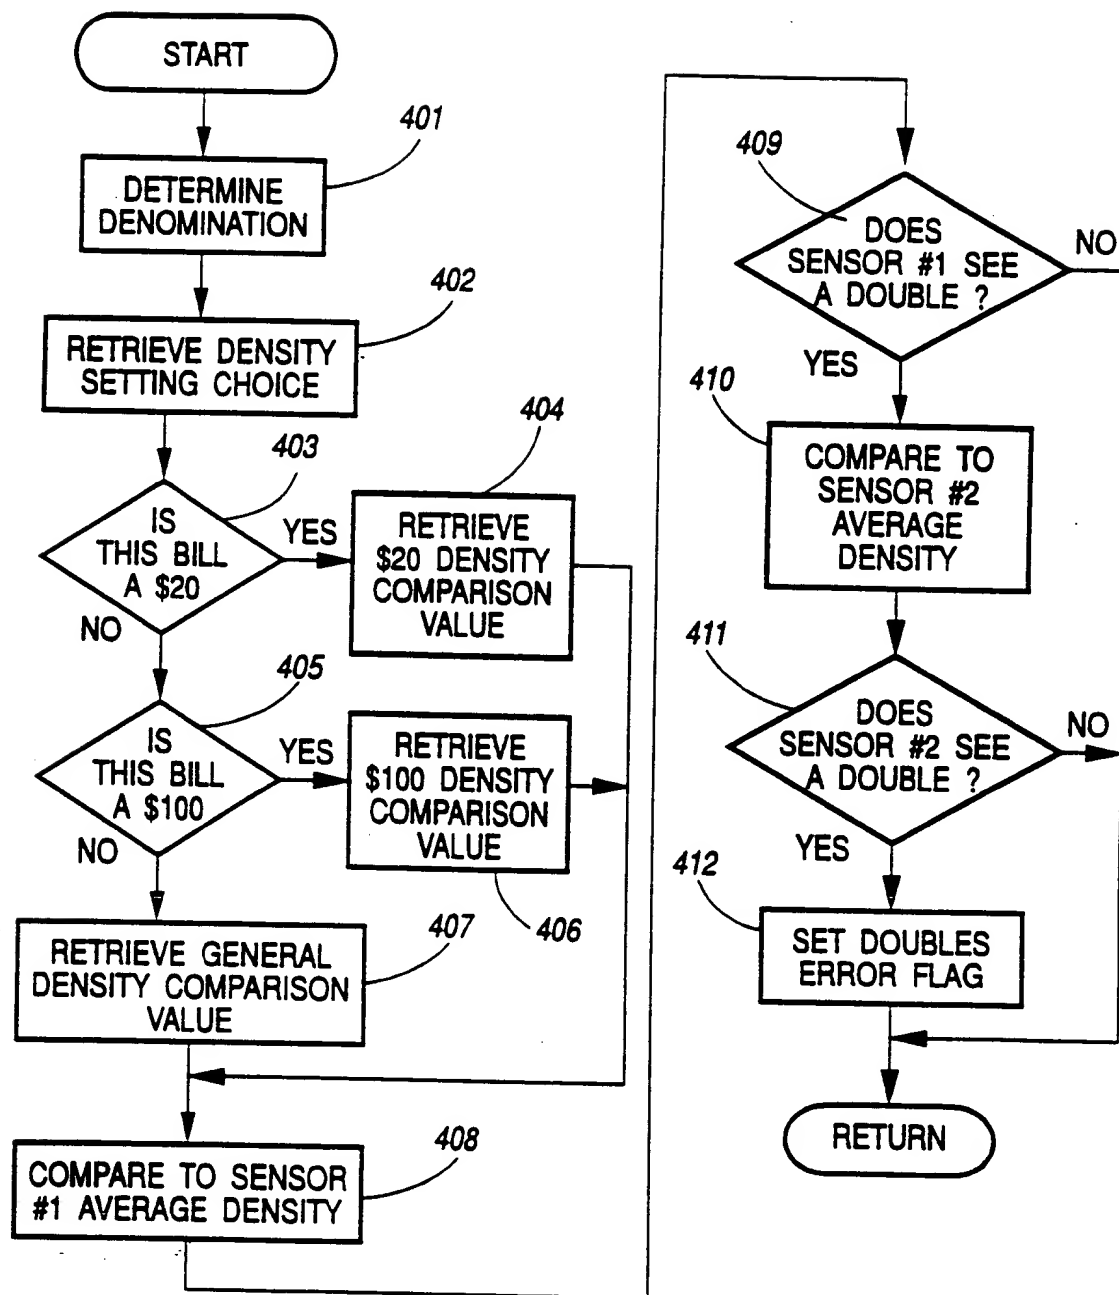 START
401
DETERMINE
DENOMINATION
402
RETRIEVE DENSITY
SETTING CHOICE
403
IS
THIS BILL
A $20
YES
NO
404
RETRIEVE
$20 DENSITY
COMPARISON
VALUE
405
IS
THIS BILL
A $100
YES
NO
RETRIEVE
$100 DENSITY
COMPARISON
VALUE
406
407
RETRIEVE GENERAL
DENSITY COMPARISON
VALUE
408
COMPARE TO SENSOR
#1 AVERAGE DENSITY
409
DOES
SENSOR #1 SEE
A DOUBLE ?
NO
YES
410
COMPARE TO
SENSOR #2
AVERAGE
DENSITY
411
DOES
SENSOR #2 SEE
A DOUBLE ?
NO
YES
412
SET DOUBLES
ERROR FLAG
RETURN